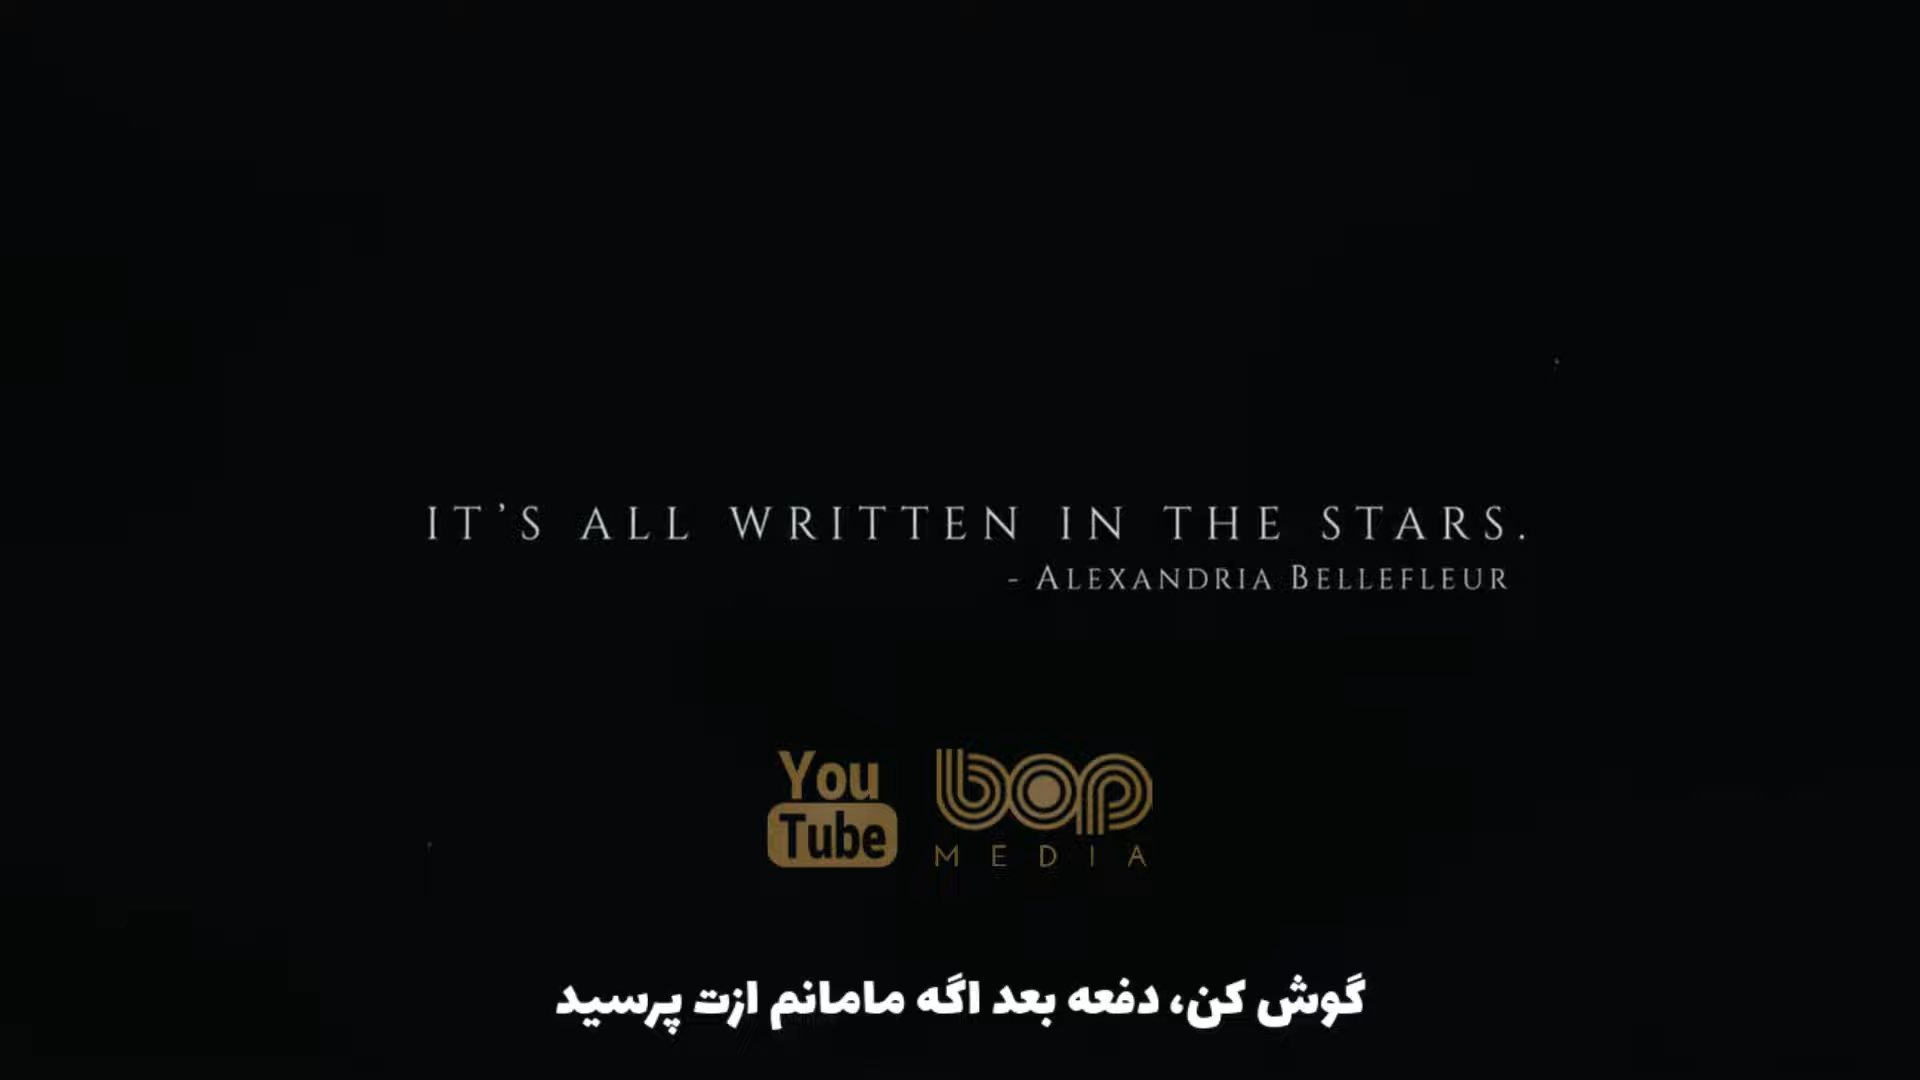 IT'S ALL WRITTEN IN THE STARS.
- ALEXANDRIA BELLEFLEUR
You
Tube
bop
MEDIA
گوش کن، دفعه بعد اگه مامانم ازت پرسید